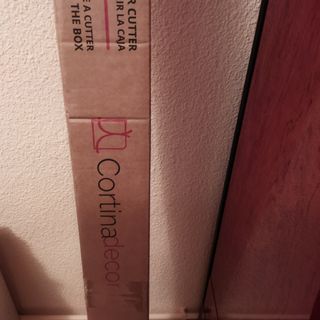 R CUTTER
IR LA CAJA
E A CUTTER
THE BOX
Cortinadecor